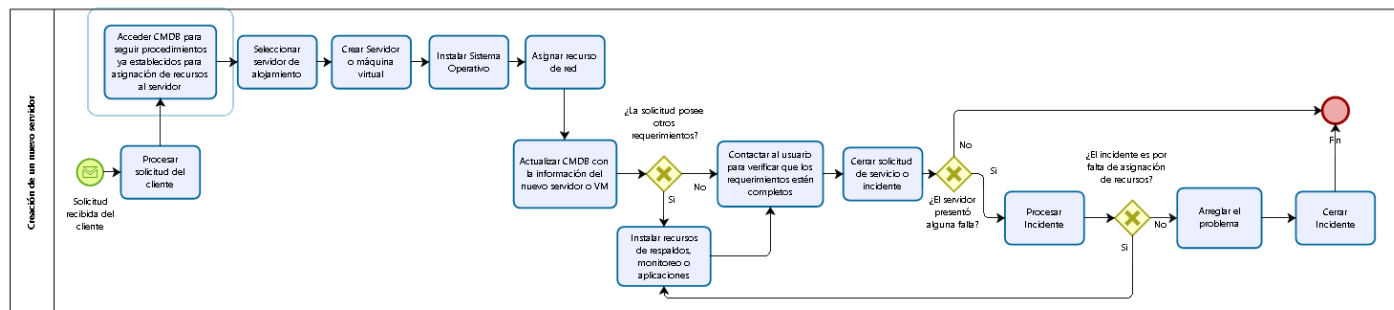 Creación de un nuevo servidor
Solicitud
recibida del
cliente
Procesar
solicitud del
cliente
Acceder CMDB para
seguir procedimientos
ya establecidos para
asignación de recursos
al servidor
Seleccionar
servidor de
alojamiento
Crear Servidor
o máquina
virtual
Instalar Sistema
Operativo
Asignar recurso
de red
Actualizar CMDB con
la información del
nuevo servidor o VM
¿La solicitud posee
otros
requerimientos?
No
Si
Instalar recursos
de respaldos,
monitoreo o
aplicaciones
Contactar al usuario
para verificar que los
requerimientos estén
completos
Cerrar solicitud
de servicio o
incidente
¿El servidor
presentó
alguna falla?
No
Si
Procesar
Incidente
¿El incidente es por
falta de asignación
de recursos?
No
Si
Arreglar el
problema
Cerrar
Incidente
Fin